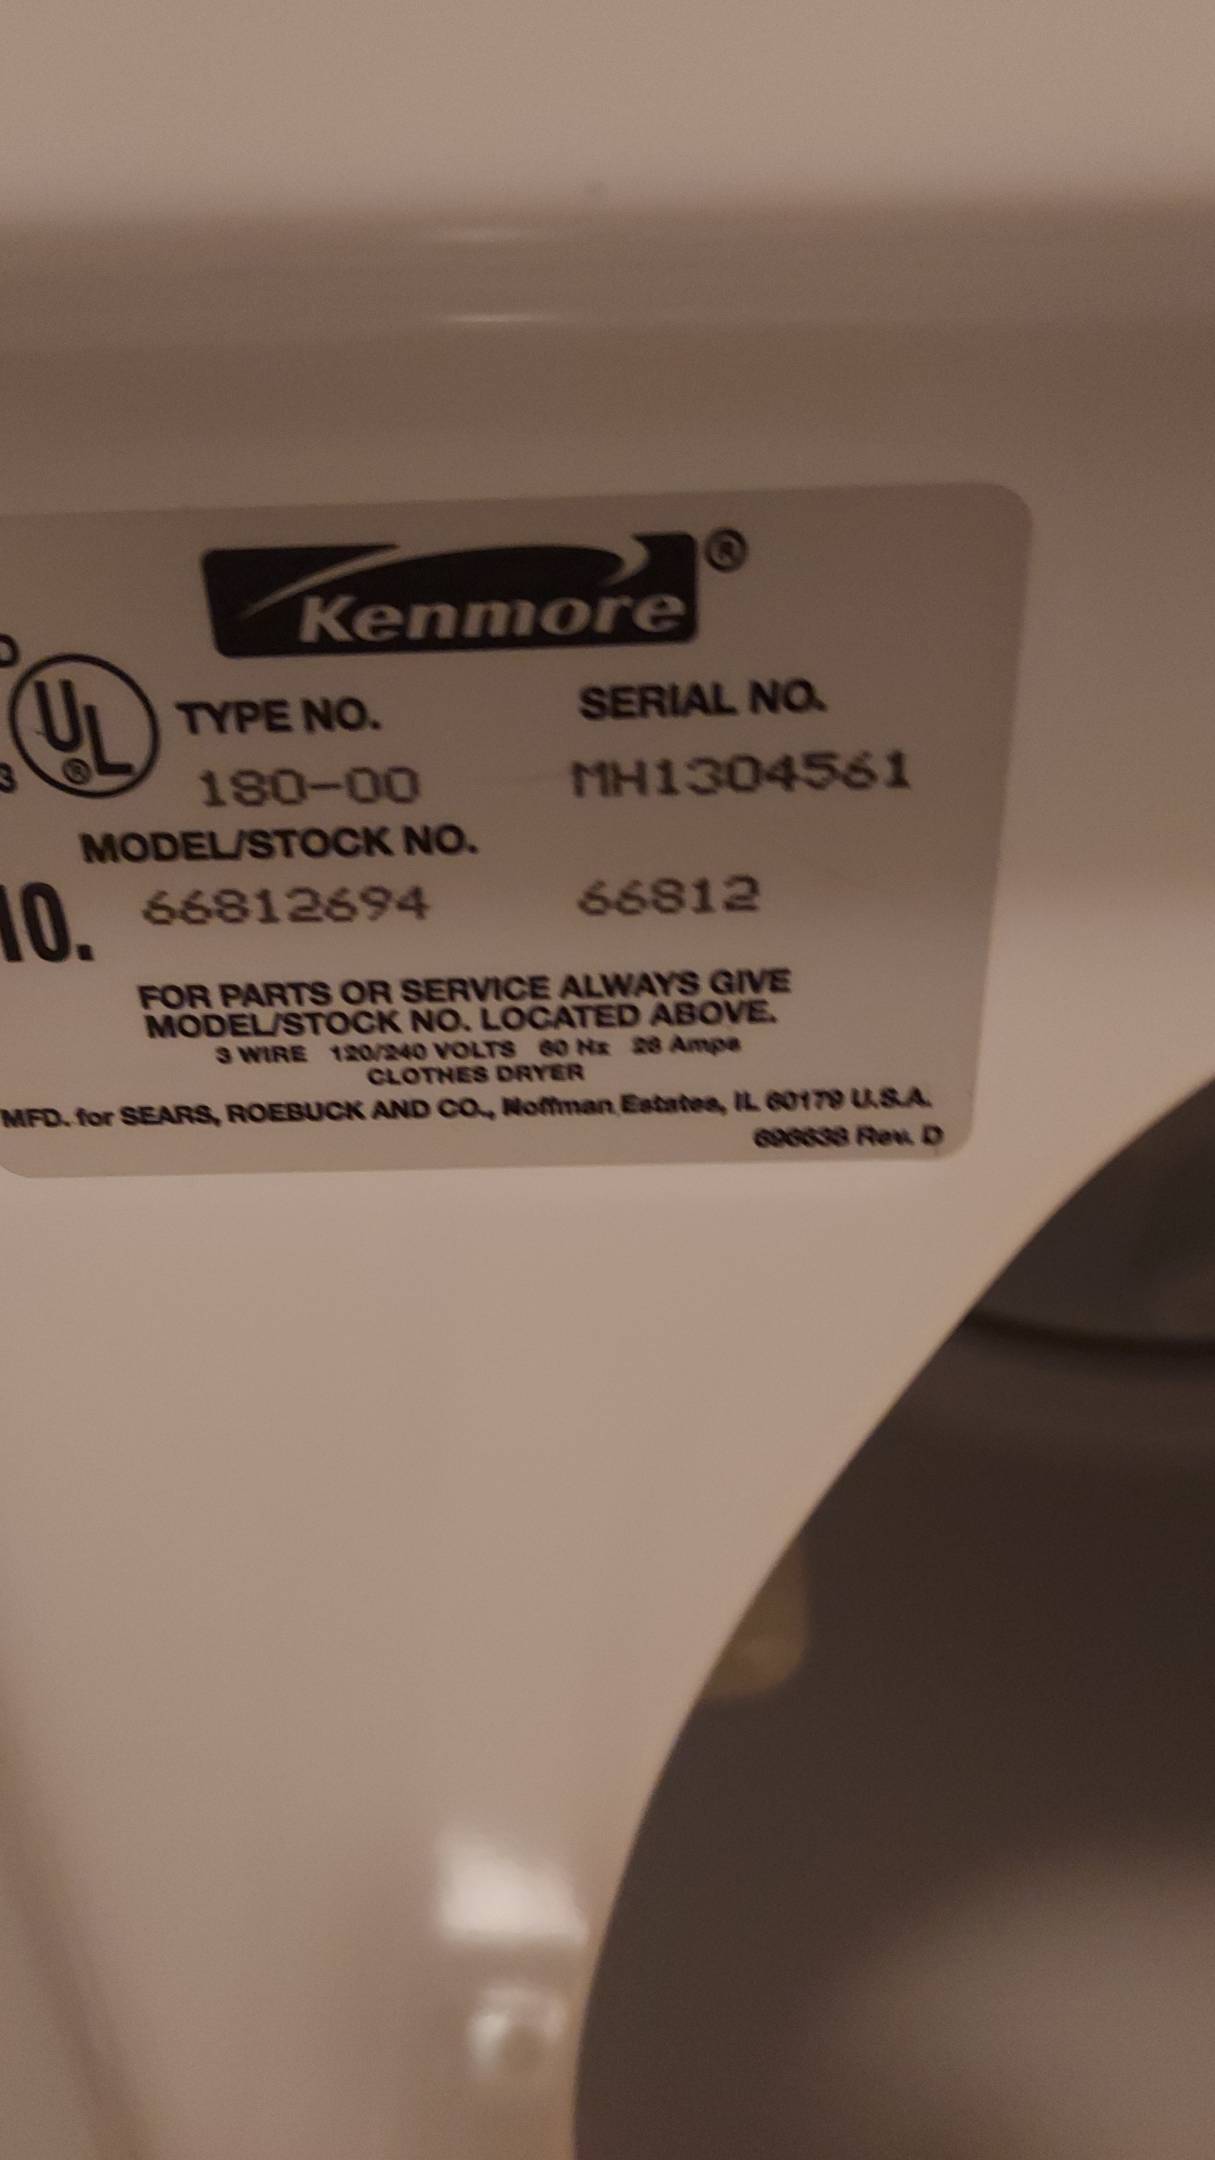 Kenmore®
UL®
TYPE NO. SERIAL NO.
180-00 MH1304561
MODEL/STOCK NO.
10. 66812694 66812
FOR PARTS OR SERVICE ALWAYS GIVE
MODEL/STOCK NO. LOCATED ABOVE.
3 WIRE 120/240 VOLTS 60 Hz 28 Amps
CLOTHES DRYER
MFD. for SEARS, ROEBUCK AND CO., Hoffman Estates, IL 60179 U.S.A.
Rev. D